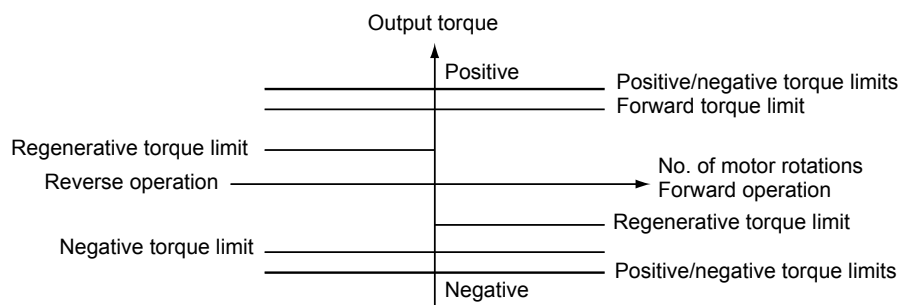 Output torque
Positive
Positive/negative torque limits
Forward torque limit
Regenerative torque limit
Reverse operation
No. of motor rotations
Forward operation
Regenerative torque limit
Negative torque limit
Positive/negative torque limits
Negative